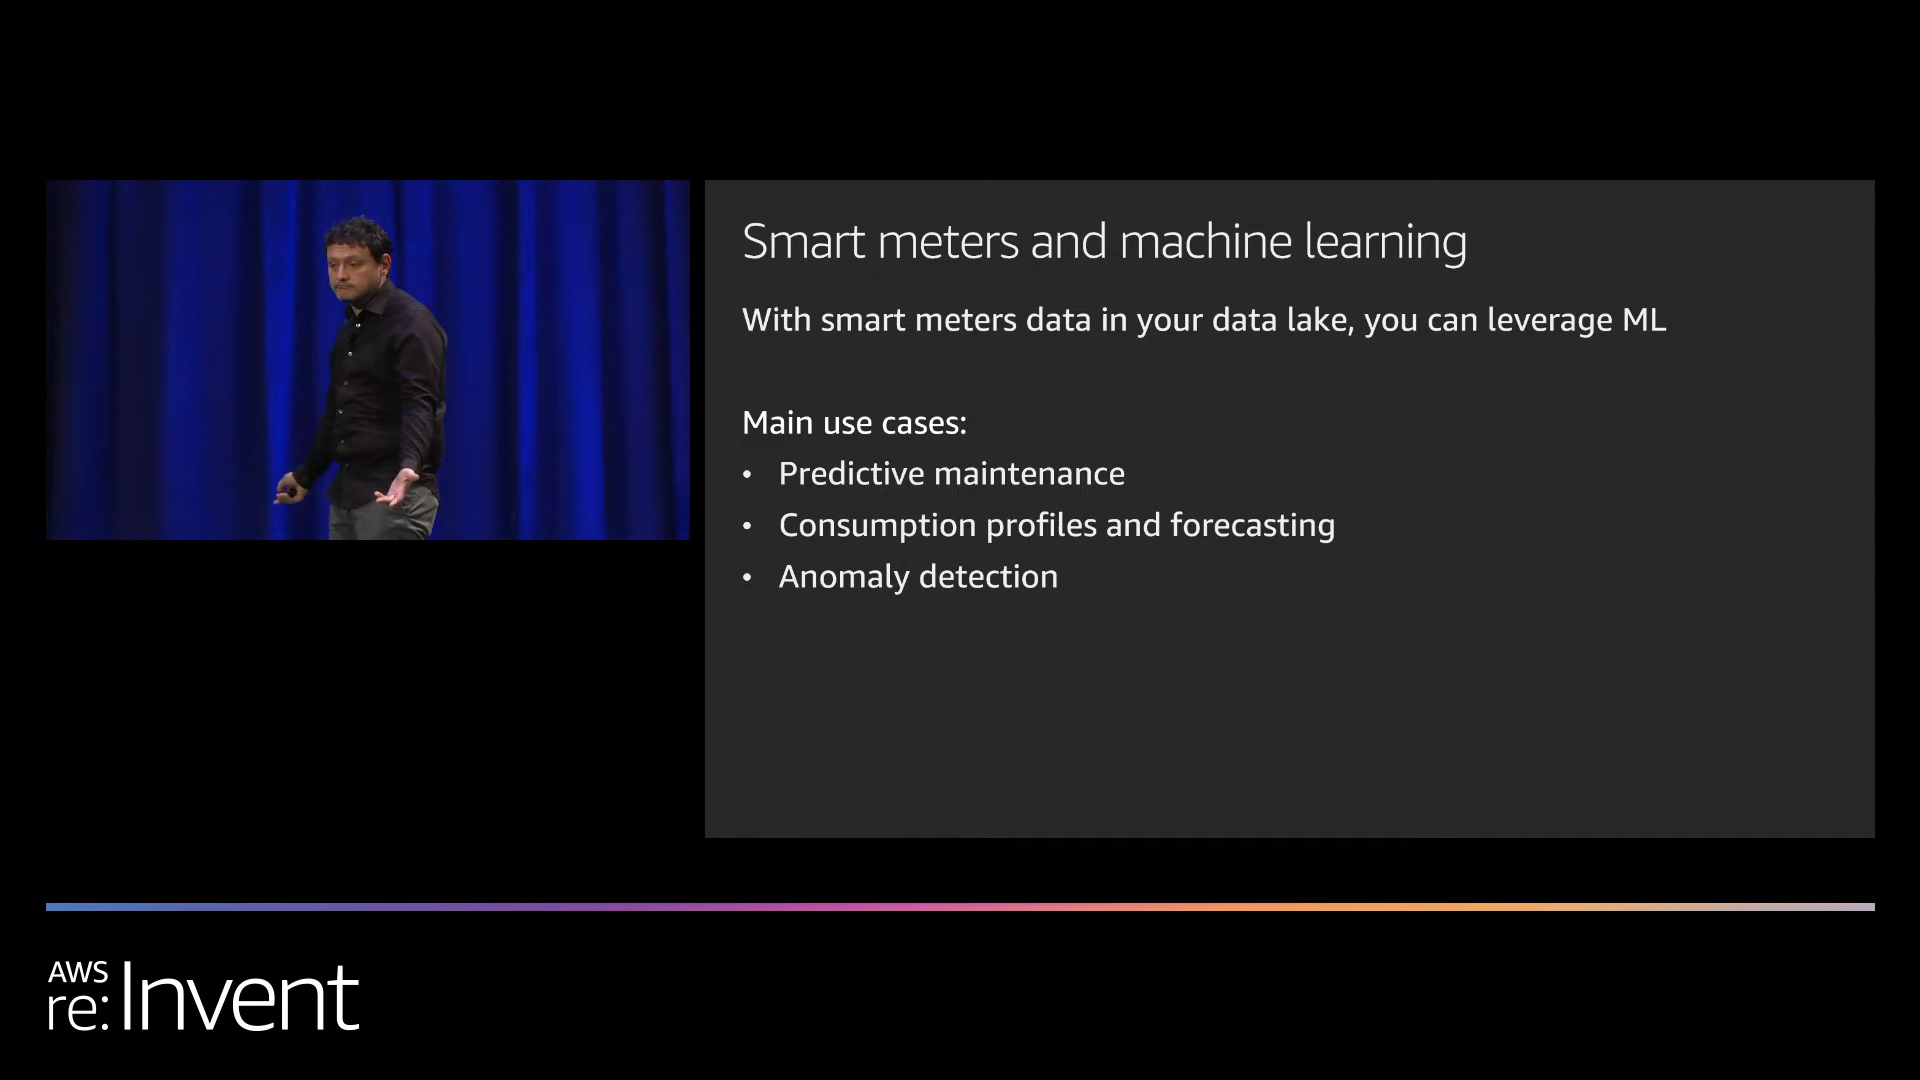 Smart meters and machine learning
With smart meters data in your data lake, you can leverage ML
Main use cases:
• Predictive maintenance
• Consumption profiles and forecasting
• Anomaly detection
AWS
re:Invent